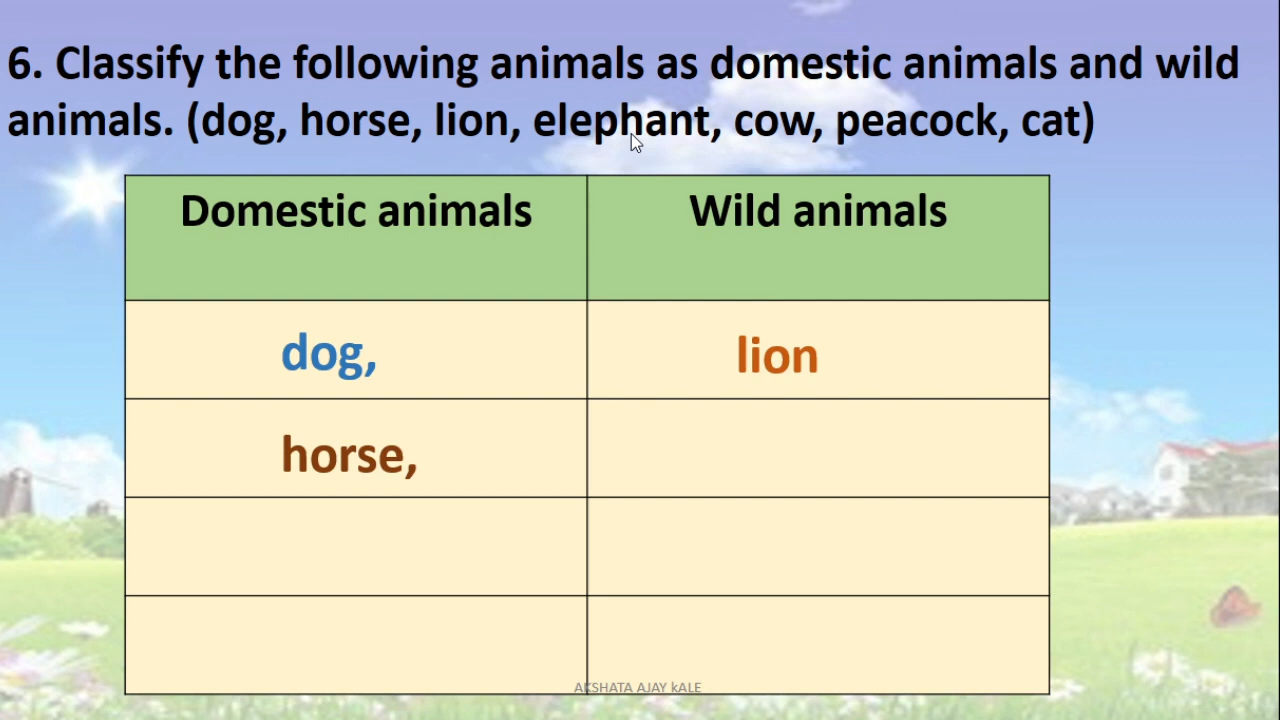 6. Classify the following animals as domestic animals and wild
animals. (dog, horse, lion, elephant, cow, peacock, cat)
Domestic animals
Wild animals
dog,
lion
horse,
AKSHATA AJAY kALE